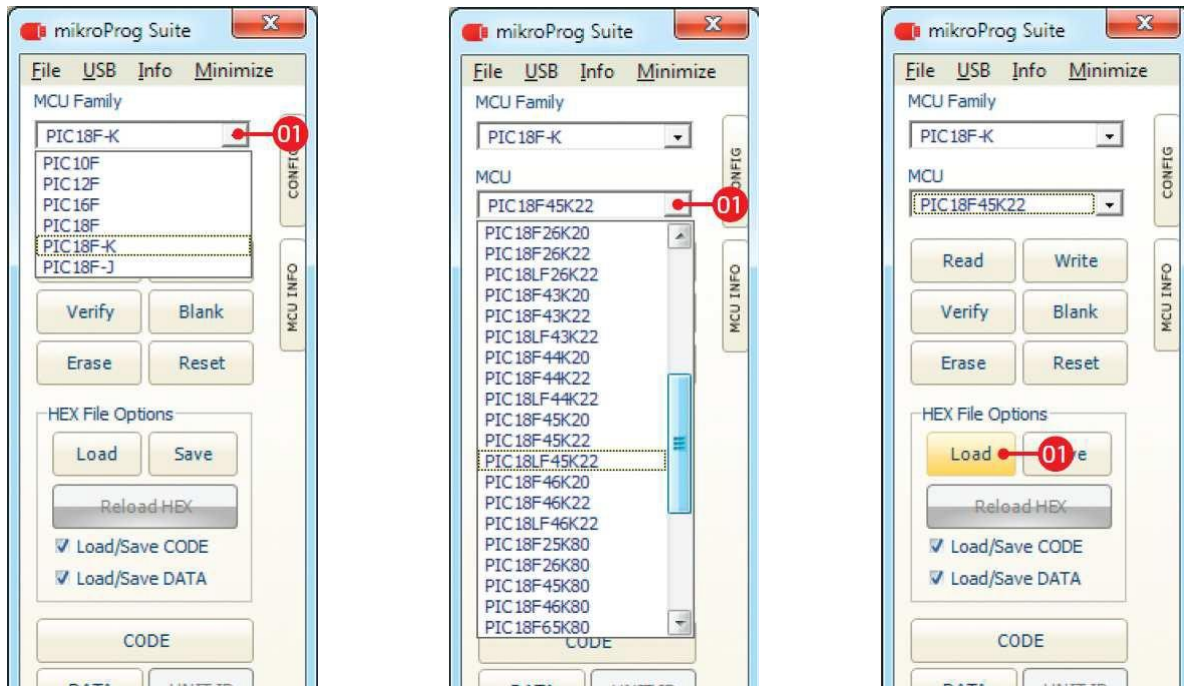 mikroProg Suite
File USB Info Minimize
MCU Family
PIC18F-K
01
PIC10F
PIC12F
PIC16F
PIC18F
PIC18F-K
PIC18F-J
CONFIG
MCU INFO
Verify Blank
Erase Reset
HEX File Options
Load Save
Reload HEX
Load/Save CODE
Load/Save DATA
CODE
mikroProg Suite
File USB Info Minimize
MCU Family
PIC18F-K
MCU
PIC18F45K22
01
PIC18F26K20
PIC18F26K22
PIC18LF26K22
PIC18F43K20
PIC18F43K22
PIC18LF43K22
PIC18F44K20
PIC18F44K22
PIC18LF44K22
PIC18F45K20
PIC18F45K22
PIC18LF45K22
PIC18F46K20
PIC18F46K22
PIC18LF46K22
PIC18F25K80
PIC18F26K80
PIC18F45K80
PIC18F46K80
PIC18F65K80
MCU INFO
CODE
mikroProg Suite
File USB Info Minimize
MCU Family
PIC18F-K
MCU
PIC18F45K22
CONFIG
Read Write
MCU INFO
Verify Blank
Erase Reset
HEX File Options
Load 01
Reload HEX
Load/Save CODE
Load/Save DATA
CODE